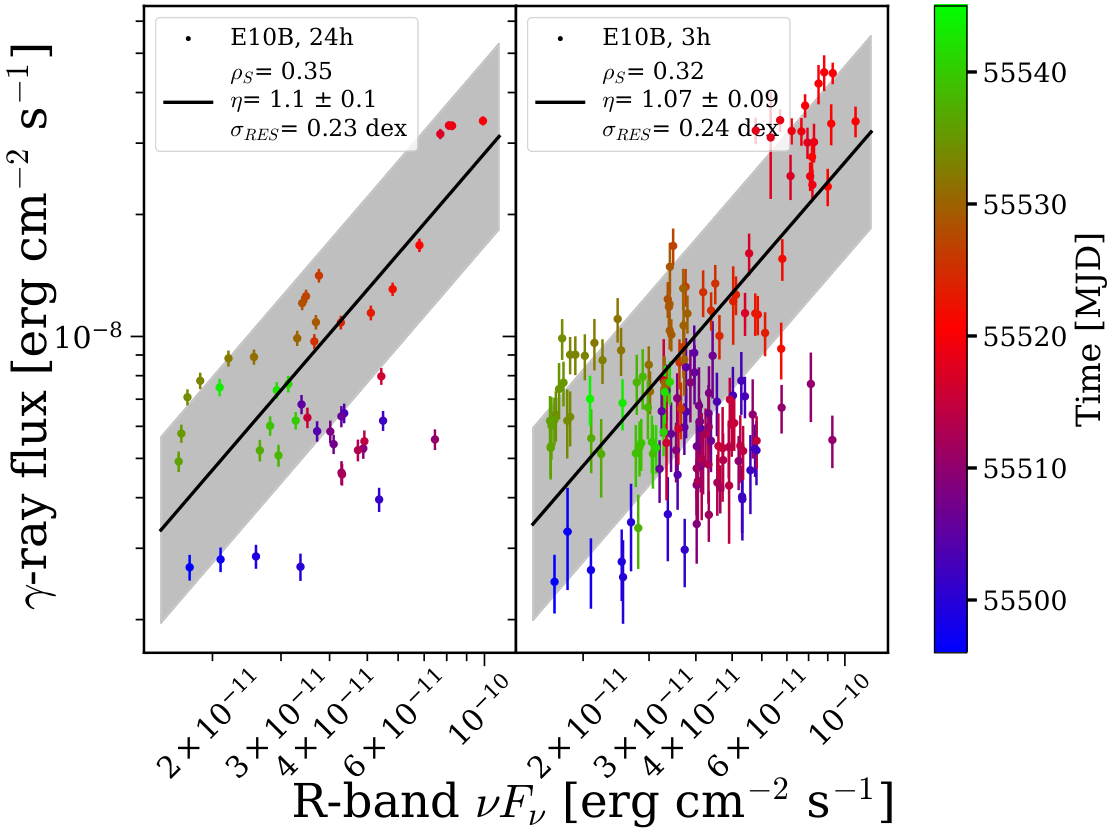 E10B, 24h
ρ_S= 0.35
η= 1.1 ± 0.1
σ_RES= 0.23 dex
E10B, 3h
ρ_S= 0.32
η= 1.07 ± 0.09
σ_RES= 0.24 dex
γ-ray flux [erg cm⁻² s⁻¹]
10⁻⁸
2 × 10⁻¹¹
3 × 10⁻¹¹
4 × 10⁻¹¹
6 × 10⁻¹¹
10⁻¹⁰
2 × 10⁻¹¹
3 × 10⁻¹¹
4 × 10⁻¹¹
6 × 10⁻¹¹
10⁻¹⁰
R-band νF_ν [erg cm⁻² s⁻¹]
55540
55530
55520
55510
55500
Time [MJD]